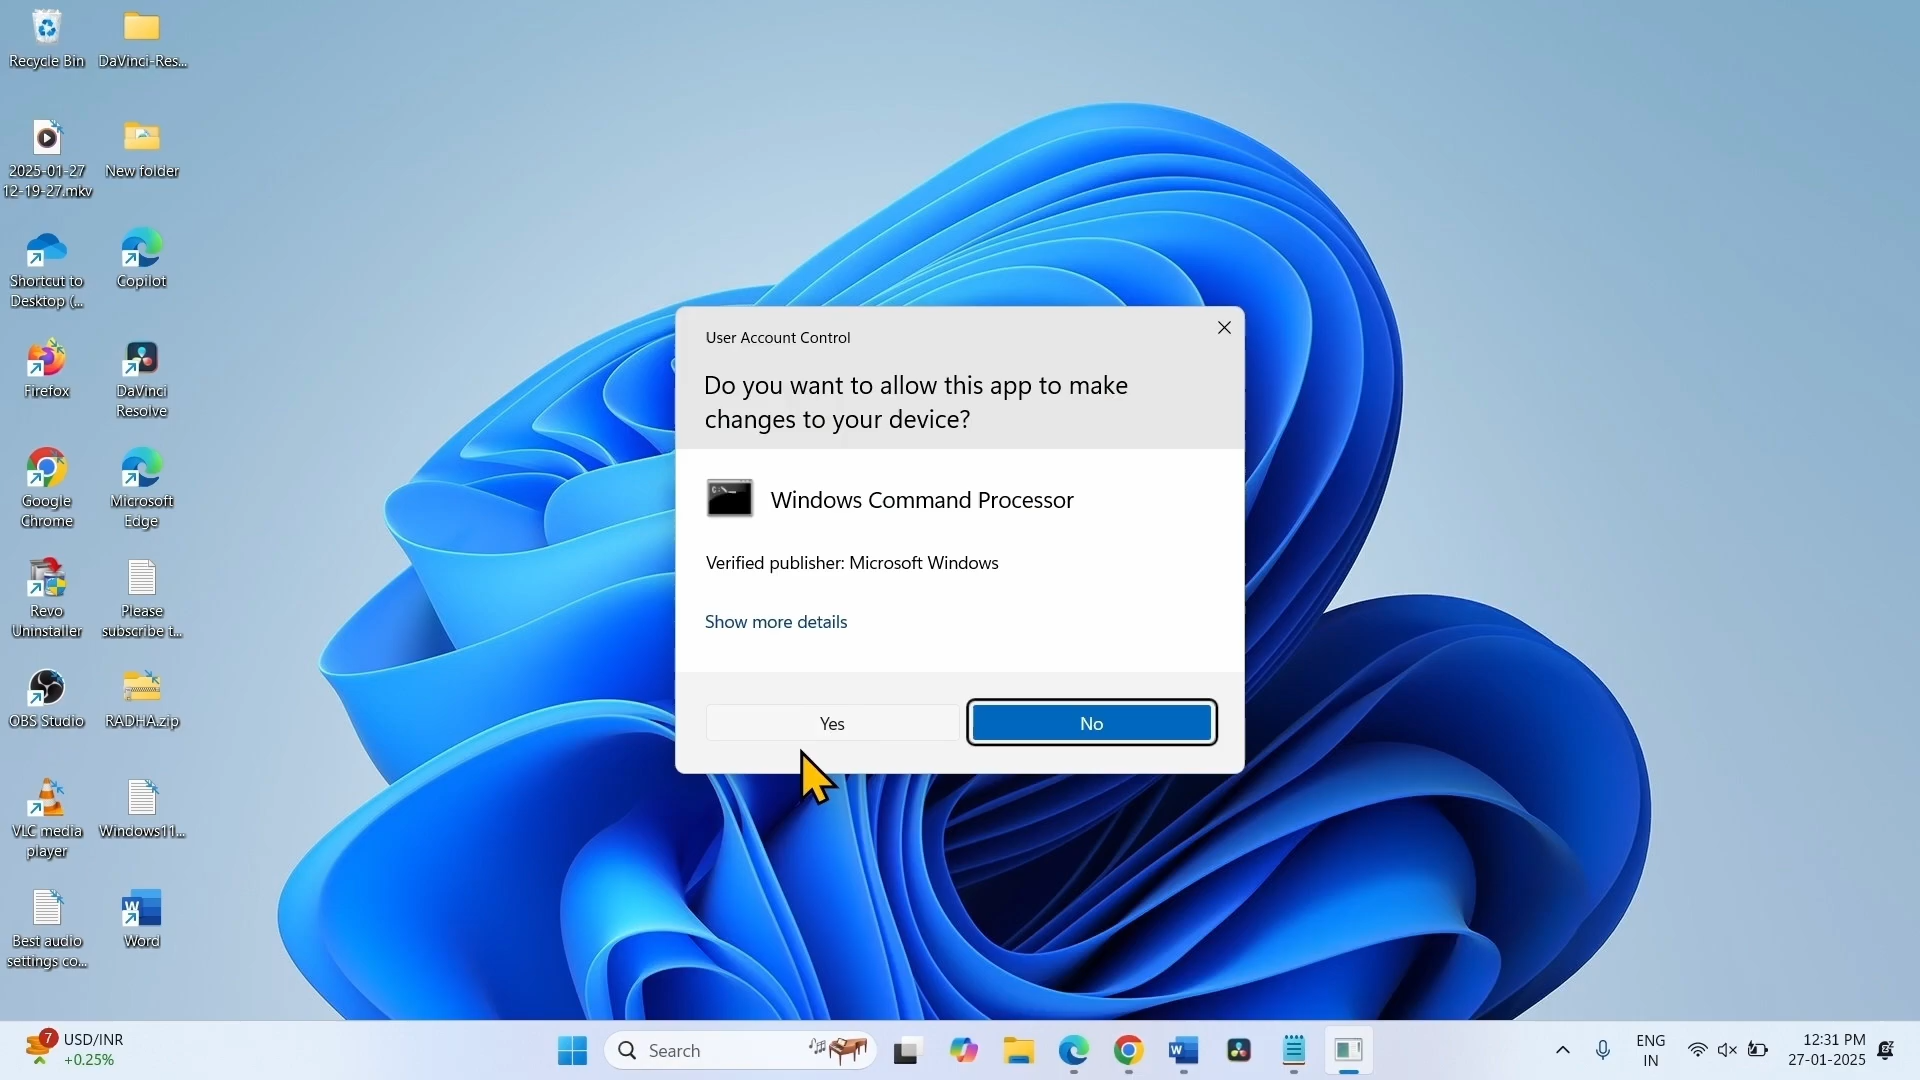 Recycle Bin
DaVinci-Res...
2025-01-27
12-19-27.mkv
New folder
Shortcut to
Desktop (...
Copilot
Firefox
DaVinci
Resolve
Google
Chrome
Microsoft
Edge
Revo
Uninstaller
Please
subscribe t...
OBS Studio
RADHA.zip
VLC media
player
Windows11...
Best audio
settings co...
Word
User Account Control
Do you want to allow this app to make
changes to your device?
Windows Command Processor
Verified publisher: Microsoft Windows
Show more details
Yes
No
7
USD/INR
+0.25%
Search
ENG
IN
12:31 PM
27-01-2025